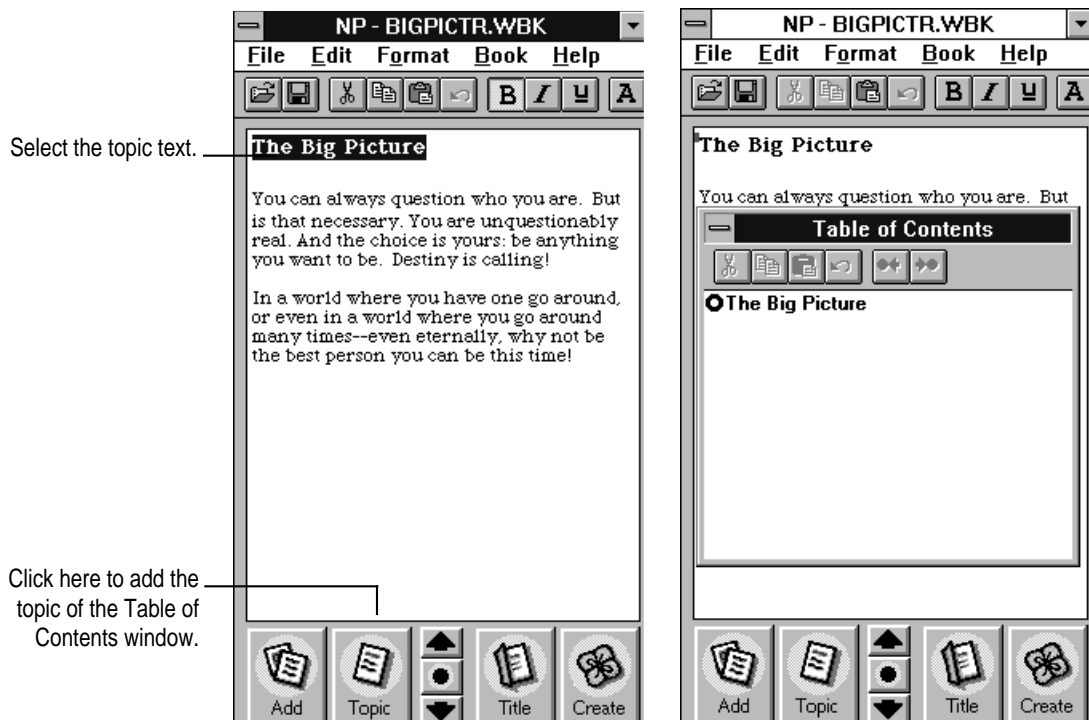 NP - BIGPICTR.WBK
File Edit Format Book Help
B I U A
Select the topic text.
The Big Picture
You can always question who you are. But
is that necessary. You are unquestionably
real. And the choice is yours: be anything
you want to be. Destiny is calling!
In a world where you have one go around,
or even in a world where you go around
many times--even eternally, why not be
the best person you can be this time!
Click here to add the
topic of the Table of
Contents window.
Add Topic Title Create
NP - BIGPICTR.WBK
File Edit Format Book Help
B I U A
The Big Picture
You can always question who you are. But
Table of Contents
The Big Picture
Add Topic Title Create